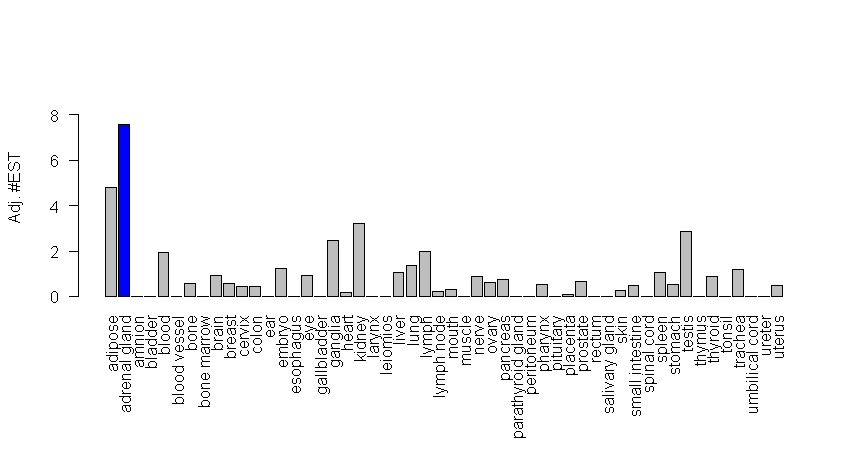 Adj. #EST
8
6
4
2
0
adipose
adrenal gland
amnion
bladder
blood
blood vessel
bone
bone marrow
brain
breast
cervix
colon
ear
embryo
esophagus
eye
gallbladder
ganglia
heart
kidney
larynx
leiomios
liver
lung
lymph
lymph node
mouth
muscle
nerve
ovary
pancreas
parathyroid gland
peritoneum
pharynx
pituitary
placenta
prostate
rectum
salivary gland
skin
small intestine
spinal cord
spleen
stomach
testis
thymus
thyroid
tonsil
trachea
umbilical cord
ureter
uterus